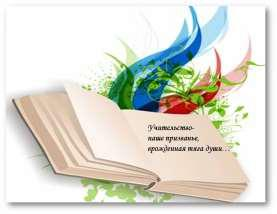 Учительство-
наше призванье,
врожденная тяга души…